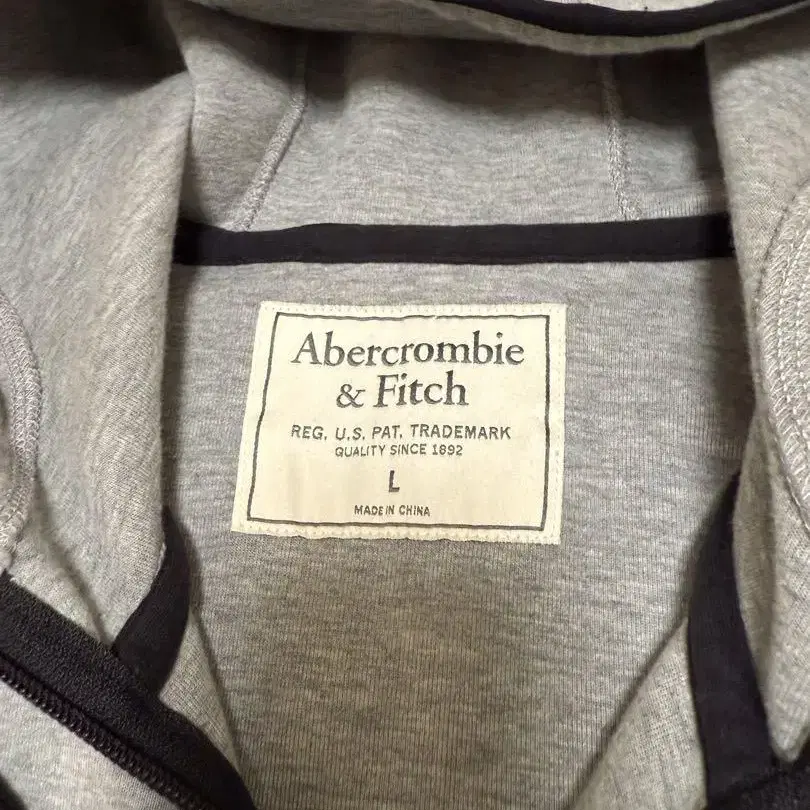 Abercrombie
& Fitch
REG. U.S. PAT. TRADEMARK
QUALITY SINCE 1892
L
MADE IN CHINA